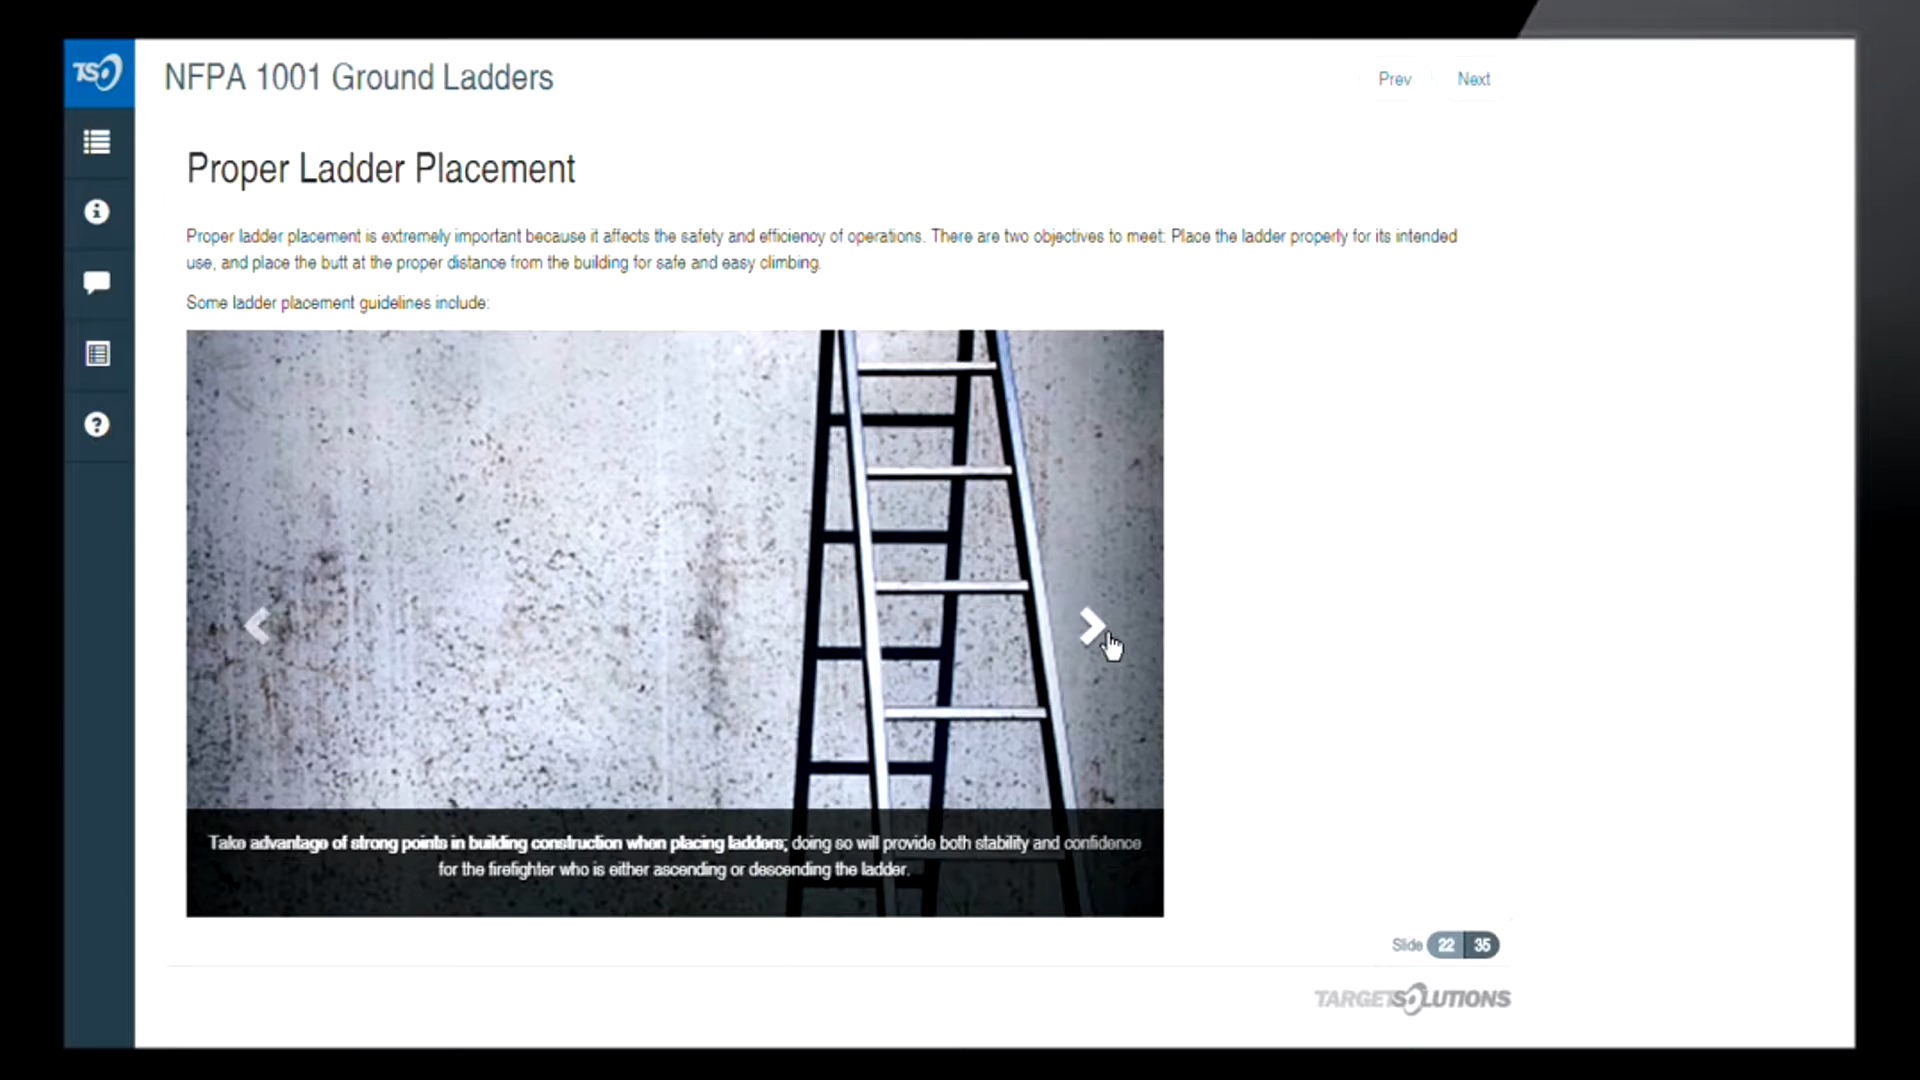 TSO
NFPA 1001 Ground Ladders
Prev
Next
Proper Ladder Placement
Proper ladder placement is extremely important because it affects the safety and efficiency of operations. There are two objectives to meet: Place the ladder properly for its intended
use, and place the butt at the proper distance from the building for safe and easy climbing.
Some ladder placement guidelines include:
Take advantage of strong points in building construction when placing ladders; doing so will provide both stability and confidence
for the firefighter who is either ascending or descending the ladder.
Slide 22 35
TARGETSOLUTIONS